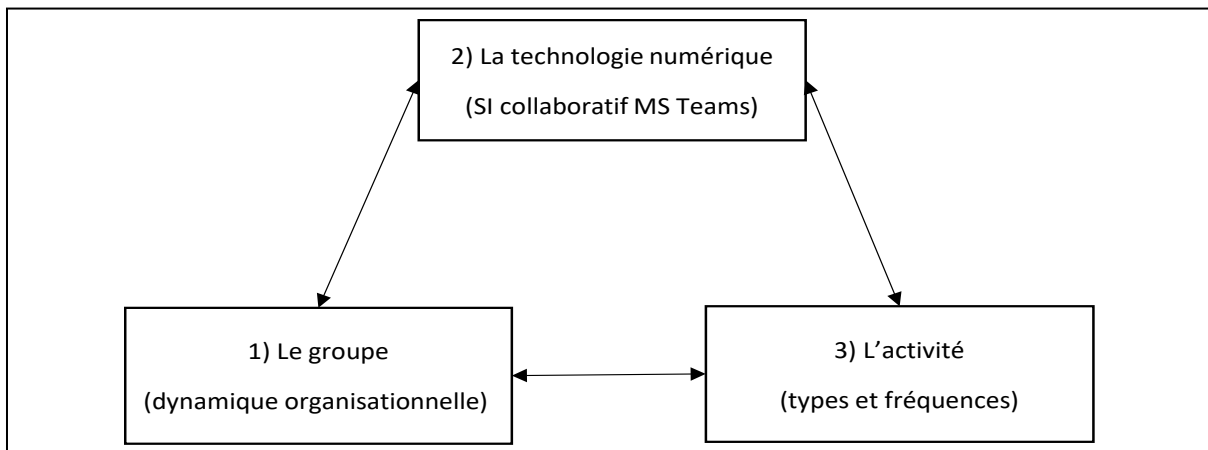 2) La technologie numérique
(SI collaboratif MS Teams)
1) Le groupe
(dynamique organisationnelle)
3) L’activité
(types et fréquences)